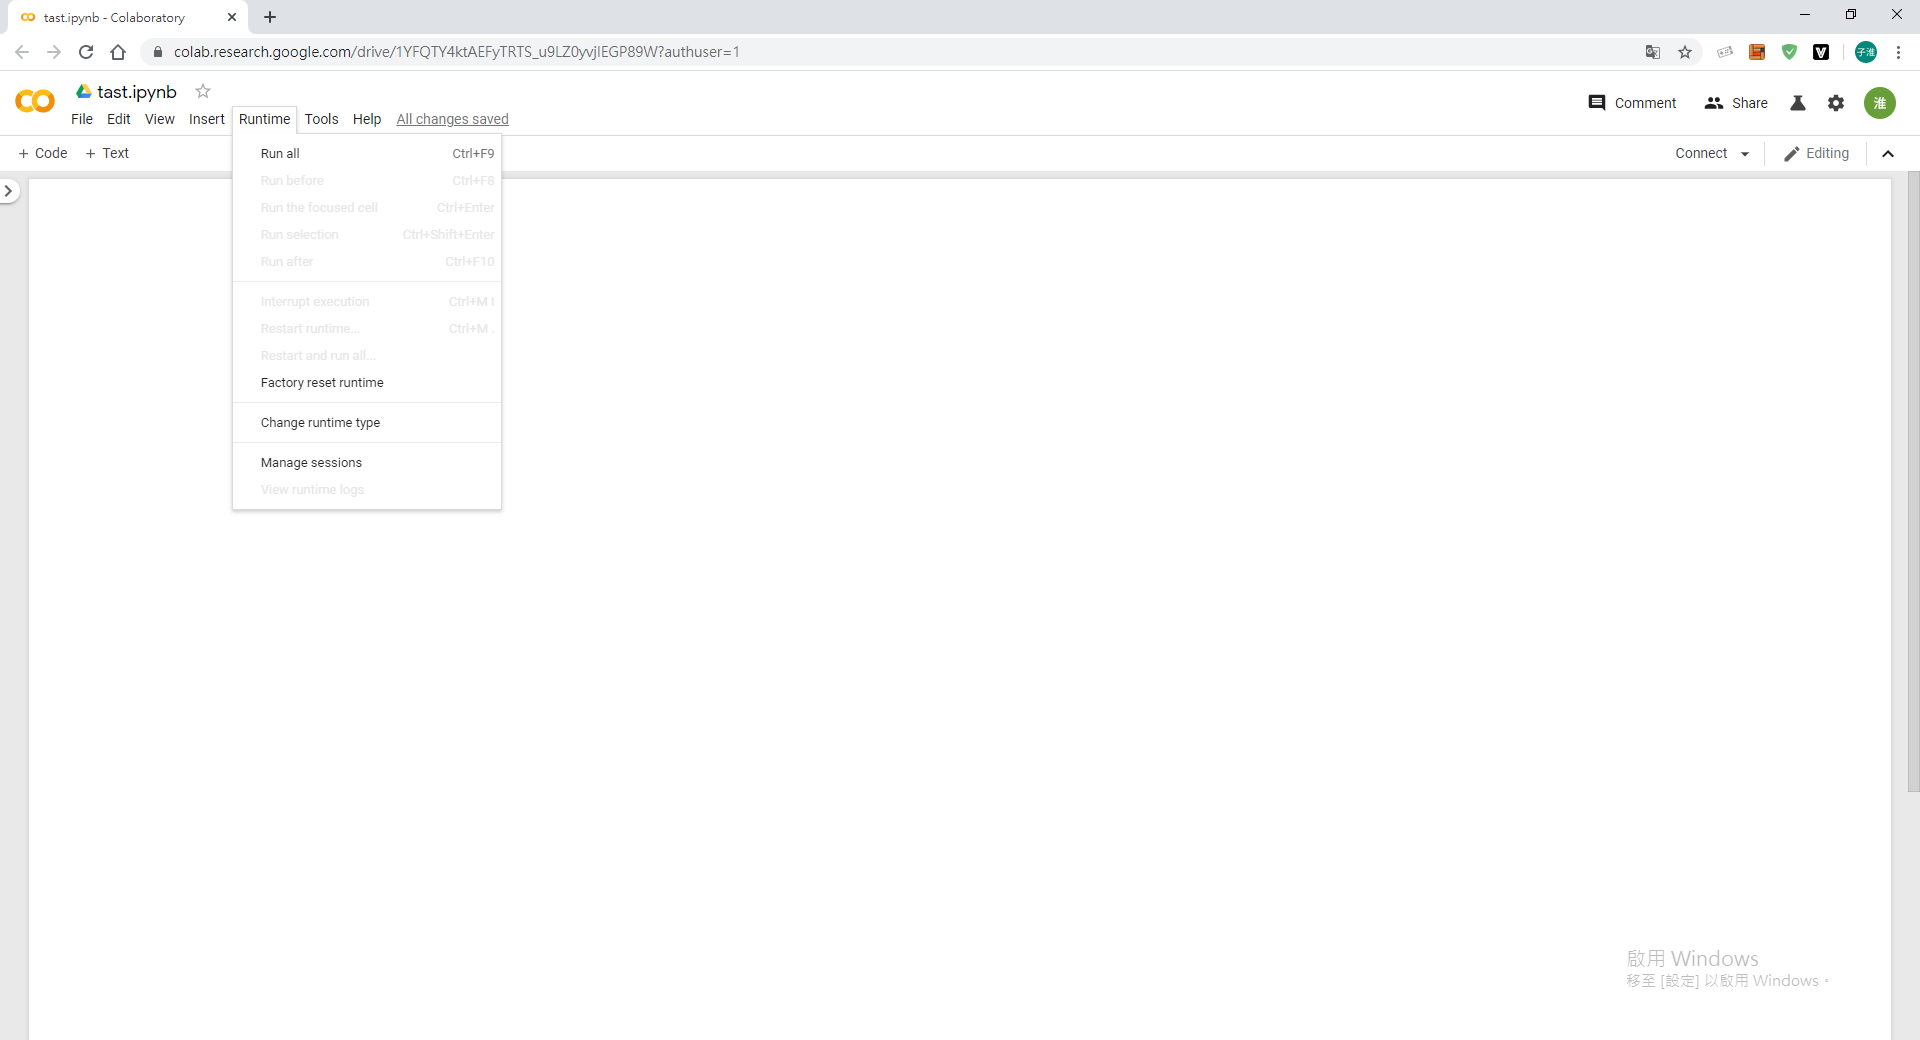 tast.ipynb - Colaboratory
colab.research.google.com/drive/1YFQTY4ktAEFyTRTS_u9LZ0yvjlEGP89W?authuser=1
子淮
tast.ipynb
Comment
Share
淮
File Edit View Insert Runtime Tools Help All changes saved
+ Code + Text
Connect
Editing
Run all Ctrl+F9
Run before Ctrl+F8
Run the focused cell Ctrl+Enter
Run selection Ctrl+Shift+Enter
Run after Ctrl+F10
Interrupt execution Ctrl+M I
Restart runtime... Ctrl+M .
Restart and run all...
Factory reset runtime
Change runtime type
Manage sessions
View runtime logs
啟用 Windows
移至 [設定] 以啟用 Windows。